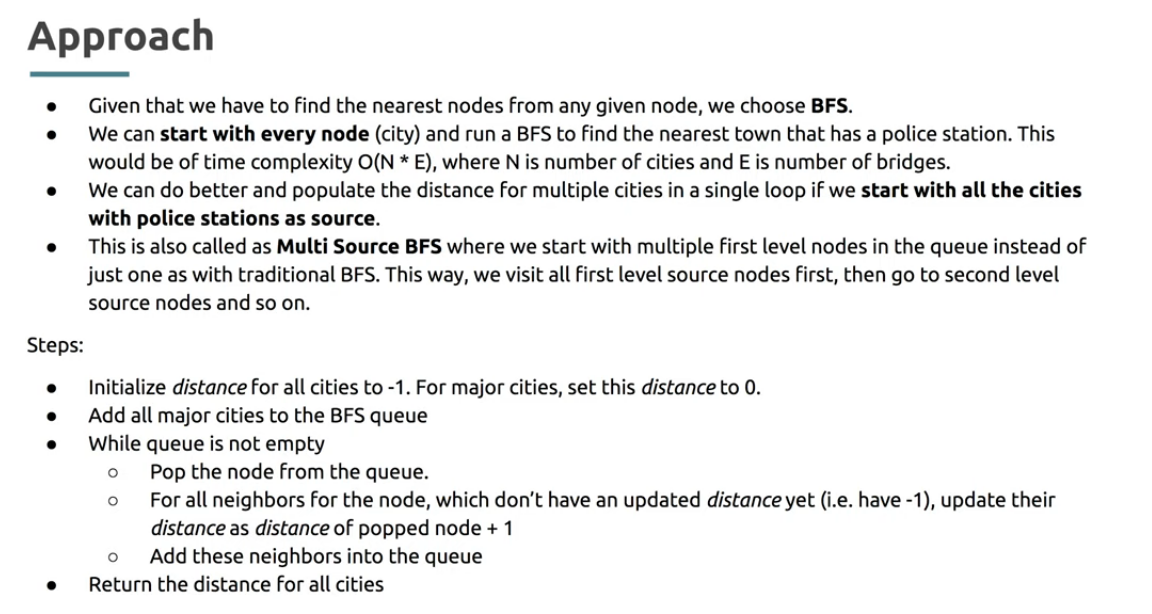 Approach
● Given that we have to find the nearest nodes from any given node, we choose BFS.
● We can start with every node (city) and run a BFS to find the nearest town that has a police station. This
would be of time complexity O(N * E), where N is number of cities and E is number of bridges.
● We can do better and populate the distance for multiple cities in a single loop if we start with all the cities
with police stations as source.
● This is also called as Multi Source BFS where we start with multiple first level nodes in the queue instead of
just one as with traditional BFS. This way, we visit all first level source nodes first, then go to second level
source nodes and so on.
Steps:
● Initialize distance for all cities to -1. For major cities, set this distance to 0.
● Add all major cities to the BFS queue
● While queue is not empty
○ Pop the node from the queue.
○ For all neighbors for the node, which don't have an updated distance yet (i.e. have -1), update their
distance as distance of popped node + 1
○ Add these neighbors into the queue
● Return the distance for all cities